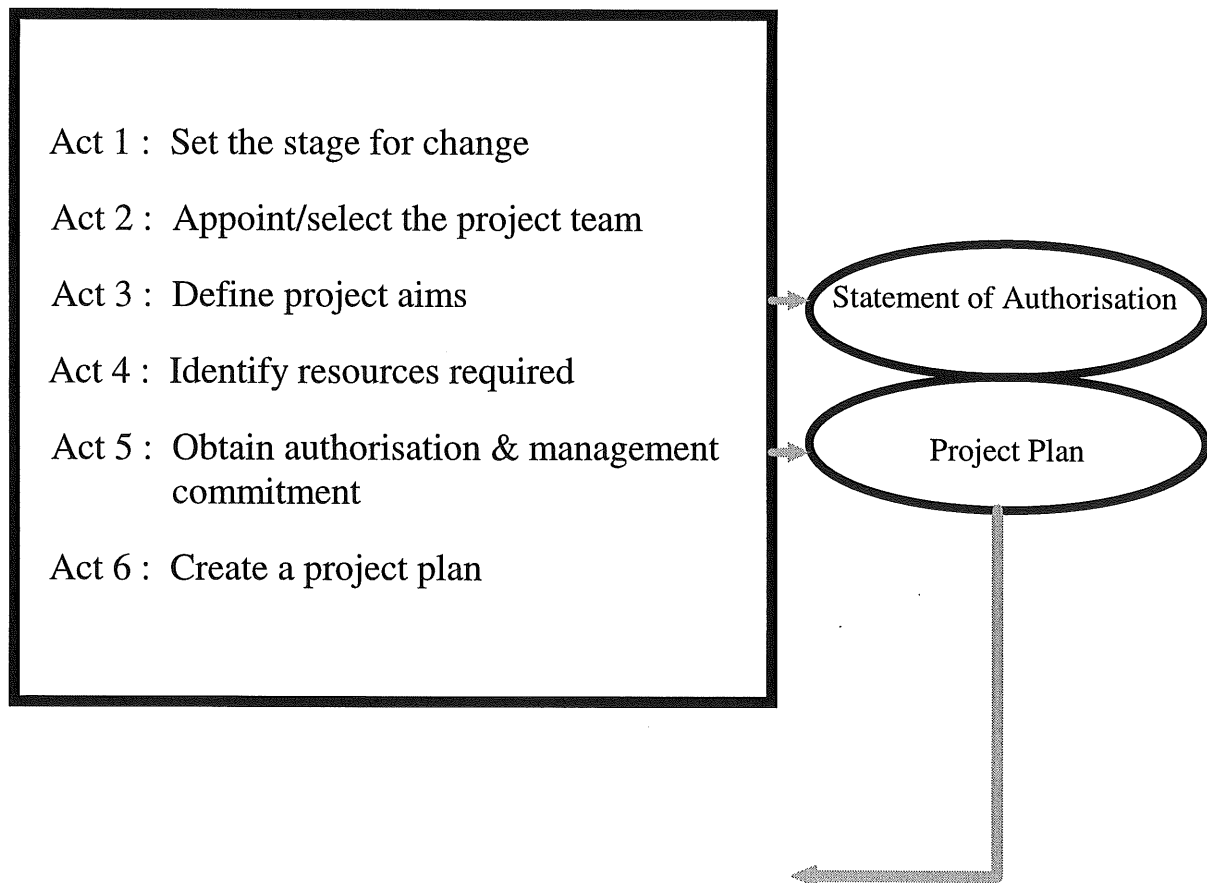 Act 1 : Set the stage for change
Act 2 : Appoint/select the project team
Act 3 : Define project aims
Statement of Authorisation
Act 4 : Identify resources required
Act 5 : Obtain authorisation & management
commitment
Project Plan
Act 6 : Create a project plan